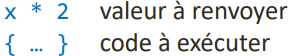 x * 2 valeur à renvoyer
{ … } code à exécuter